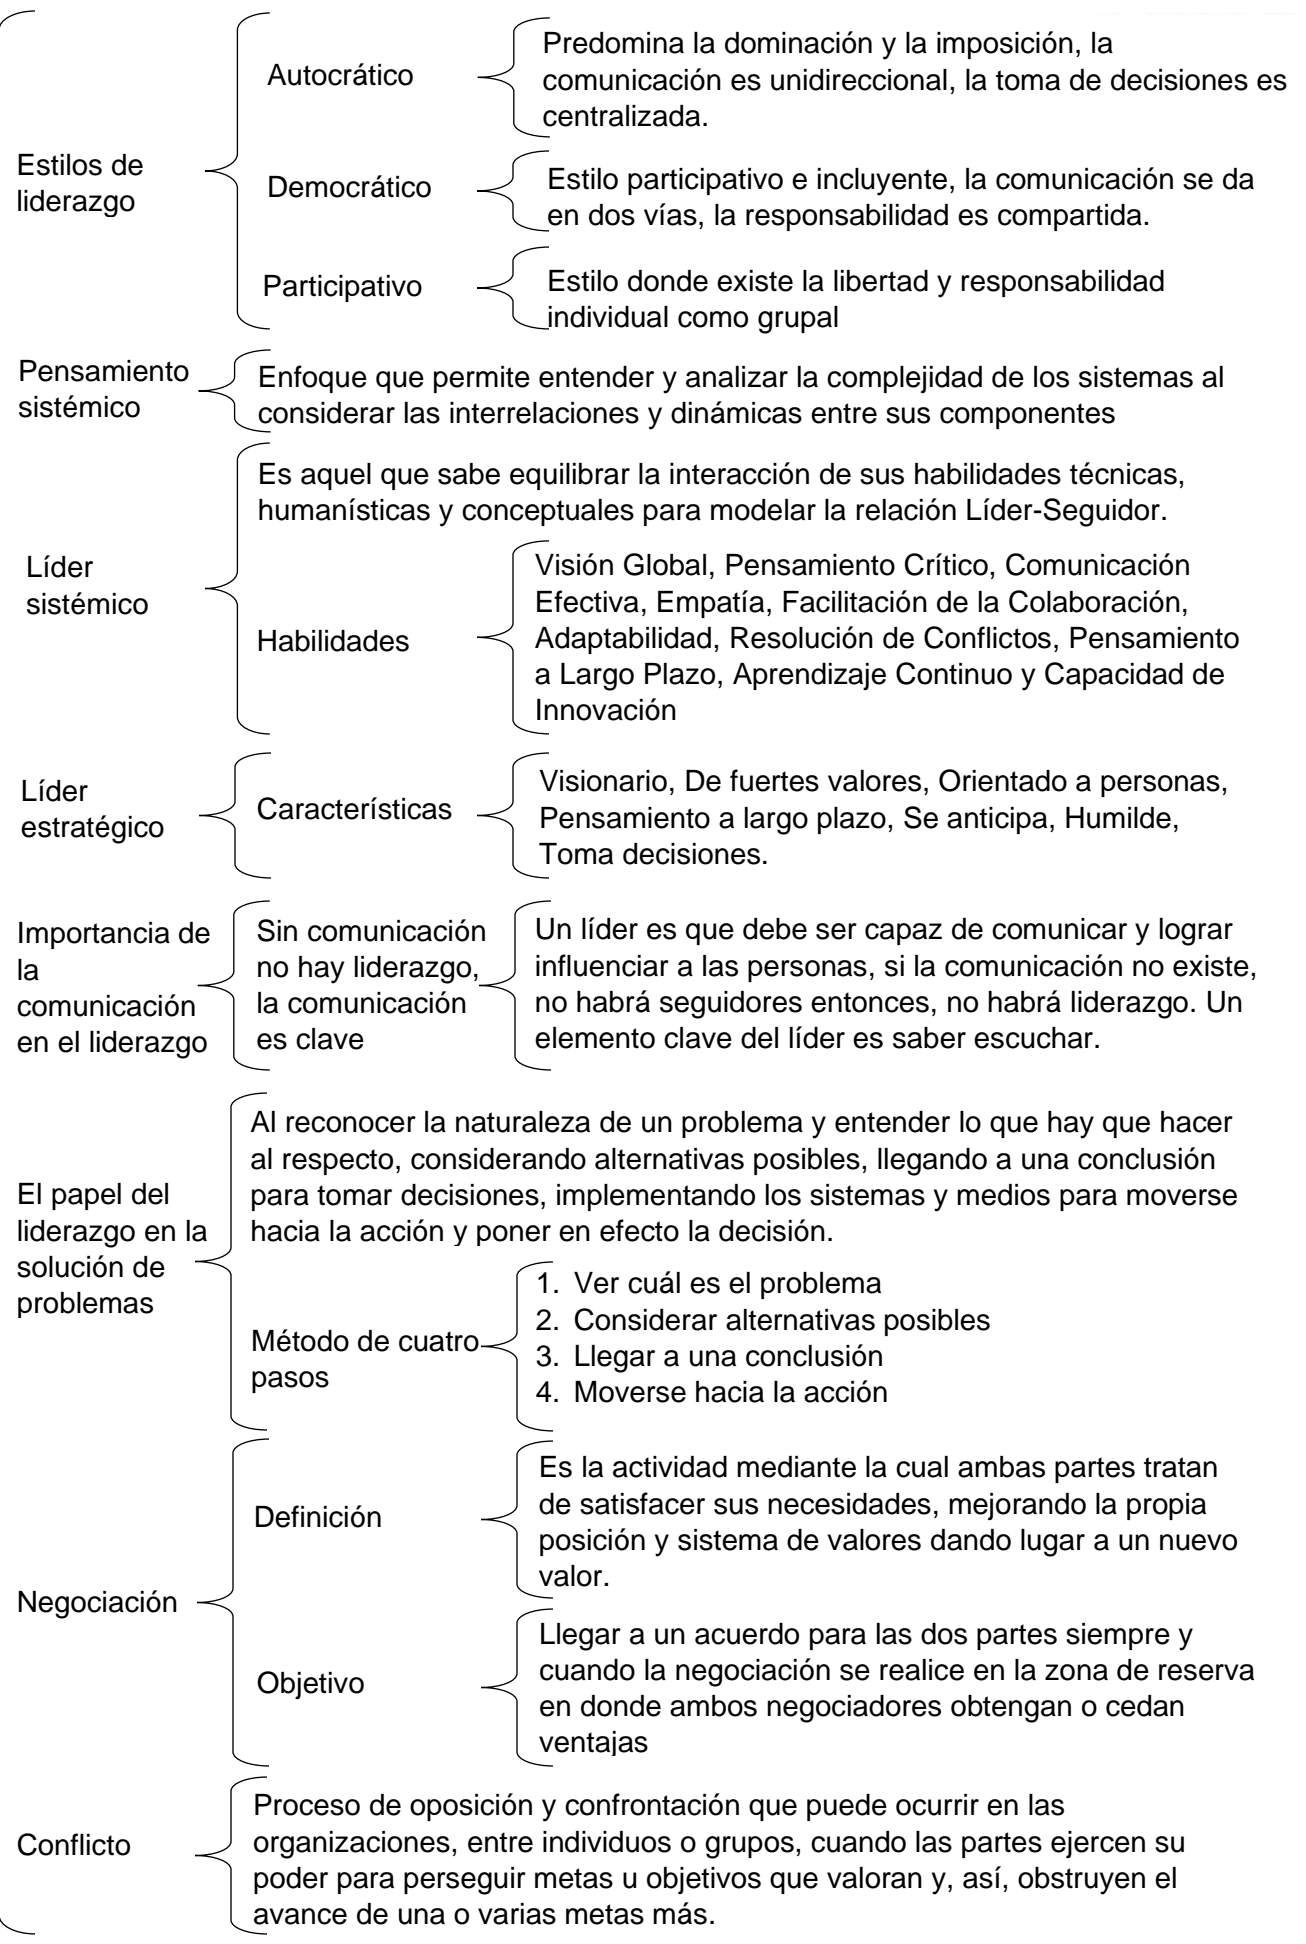 Estilos de
liderazgo
Autocrático
Predomina la dominación y la imposición, la
comunicación es unidireccional, la toma de decisiones es
centralizada.
Democrático
Estilo participativo e incluyente, la comunicación se da
en dos vías, la responsabilidad es compartida.
Participativo
Estilo donde existe la libertad y responsabilidad
individual como grupal
Pensamiento
sistémico
Enfoque que permite entender y analizar la complejidad de los sistemas al
considerar las interrelaciones y dinámicas entre sus componentes
Líder
sistémico
Es aquel que sabe equilibrar la interacción de sus habilidades técnicas,
humanísticas y conceptuales para modelar la relación Líder-Seguidor.
Habilidades
Visión Global, Pensamiento Crítico, Comunicación
Efectiva, Empatía, Facilitación de la Colaboración,
Adaptabilidad, Resolución de Conflictos, Pensamiento
a Largo Plazo, Aprendizaje Continuo y Capacidad de
Innovación
Líder
estratégico
Características
Visionario, De fuertes valores, Orientado a personas,
Pensamiento a largo plazo, Se anticipa, Humilde,
Toma decisiones.
Importancia de
la
comunicación
en el liderazgo
Sin comunicación
no hay liderazgo,
la comunicación
es clave
Un líder es que debe ser capaz de comunicar y lograr
influenciar a las personas, si la comunicación no existe,
no habrá seguidores entonces, no habrá liderazgo. Un
elemento clave del líder es saber escuchar.
El papel del
liderazgo en la
solución de
problemas
Al reconocer la naturaleza de un problema y entender lo que hay que hacer
al respecto, considerando alternativas posibles, llegando a una conclusión
para tomar decisiones, implementando los sistemas y medios para moverse
hacia la acción y poner en efecto la decisión.
Método de cuatro
pasos
1. Ver cuál es el problema
2. Considerar alternativas posibles
3. Llegar a una conclusión
4. Moverse hacia la acción
Negociación
Definición
Es la actividad mediante la cual ambas partes tratan
de satisfacer sus necesidades, mejorando la propia
posición y sistema de valores dando lugar a un nuevo
valor.
Objetivo
Llegar a un acuerdo para las dos partes siempre y
cuando la negociación se realice en la zona de reserva
en donde ambos negociadores obtengan o cedan
ventajas
Conflicto
Proceso de oposición y confrontación que puede ocurrir en las
organizaciones, entre individuos o grupos, cuando las partes ejercen su
poder para perseguir metas u objetivos que valoran y, así, obstruyen el
avance de una o varias metas más.